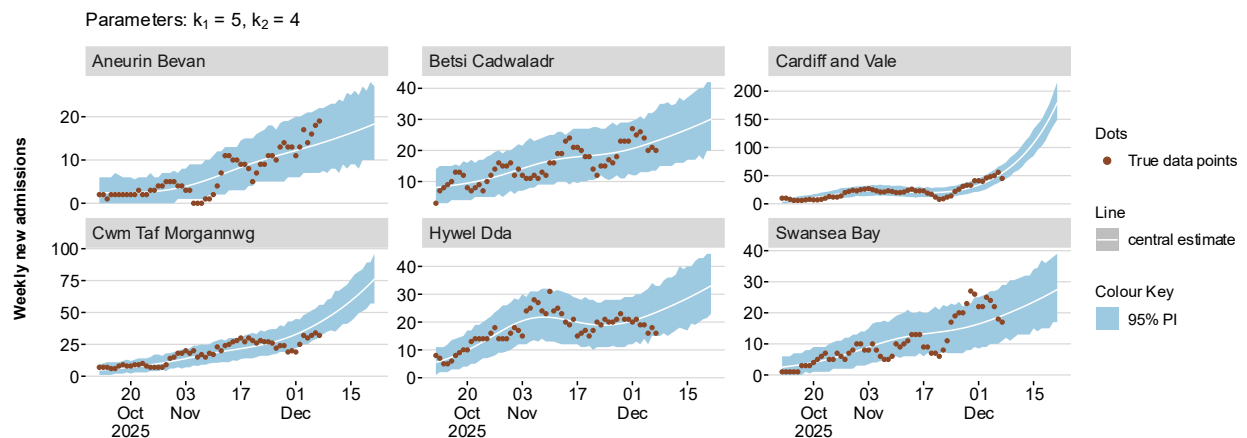 Parameters: k₁ = 5, k₂ = 4
Weekly new admissions
Aneurin Bevan
20
10
0
Betsi Cadwaladr
40
30
20
10
Cardiff and Vale
200
150
100
50
0
Cwm Taf Morgannwg
100
75
50
25
0
Hywel Dda
40
30
20
10
0
Swansea Bay
40
30
20
10
0
20 03 17 01 15
Oct Nov Dec
2025
20 03 17 01 15
Oct Nov Dec
2025
20 03 17 01 15
Oct Nov Dec
2025
Dots
True data points
Line
central estimate
Colour Key
95% PI